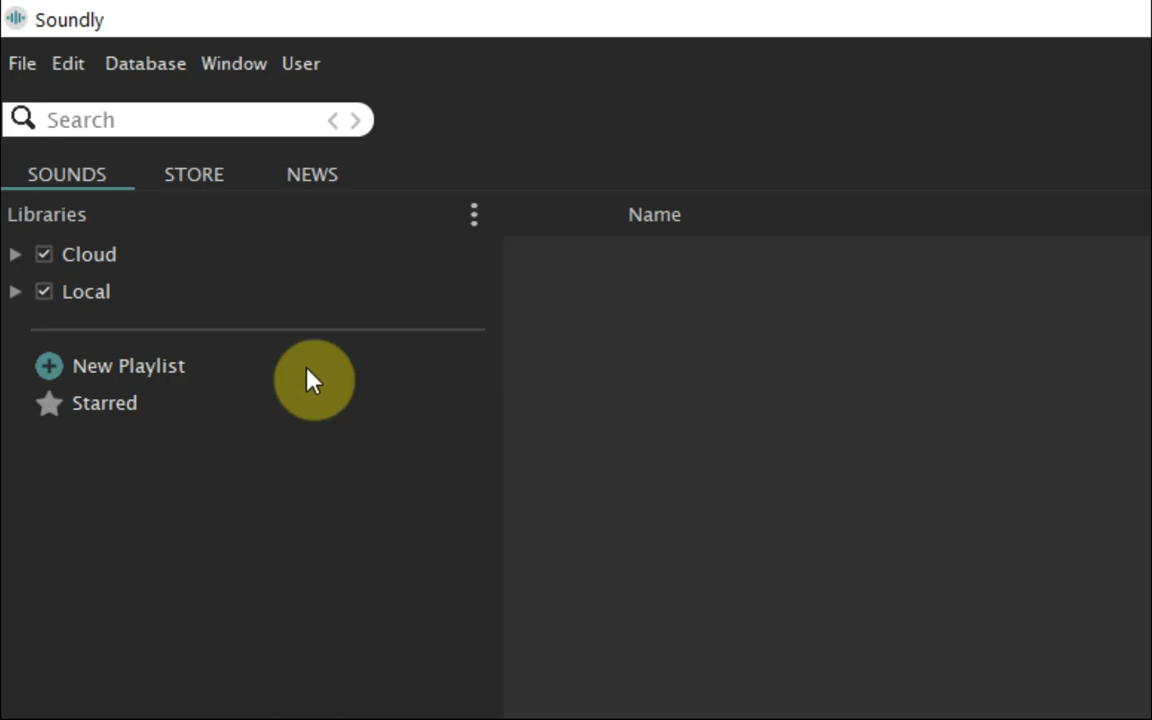 Soundly
File Edit Database Window User
Search
SOUNDS STORE NEWS
Libraries Name
Cloud
Local
New Playlist
Starred